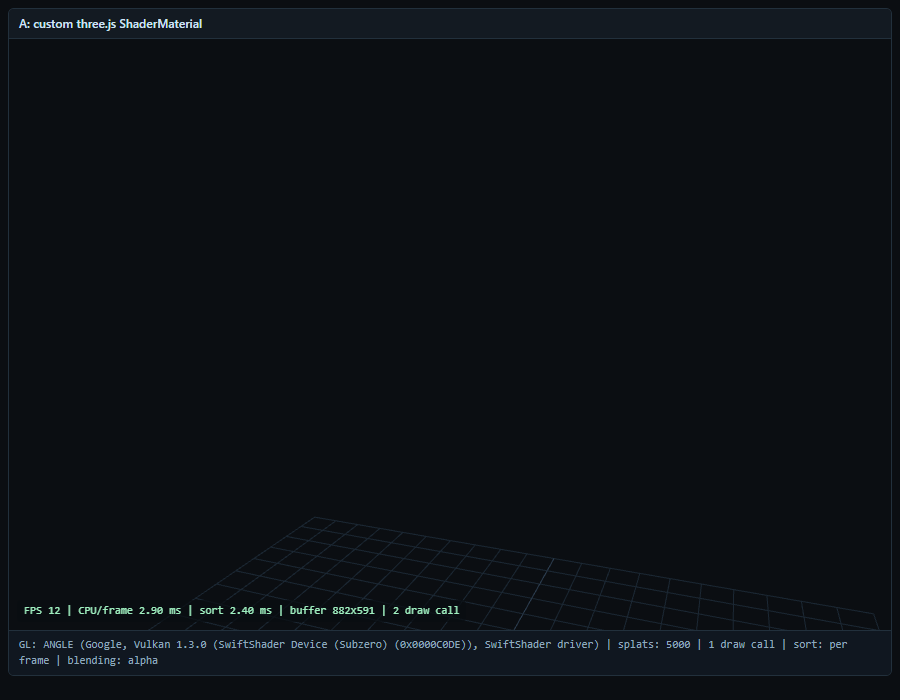 A: custom three.js ShaderMaterial
FPS 12 | CPU/frame 2.90 ms | sort 2.40 ms | buffer 882x591 | 2 draw call
GL: ANGLE (Google, Vulkan 1.3.0 (SwiftShader Device (Subzero) (0x0000C0DE)), SwiftShader driver) | splats: 5000 | 1 draw call | sort: per
frame | blending: alpha